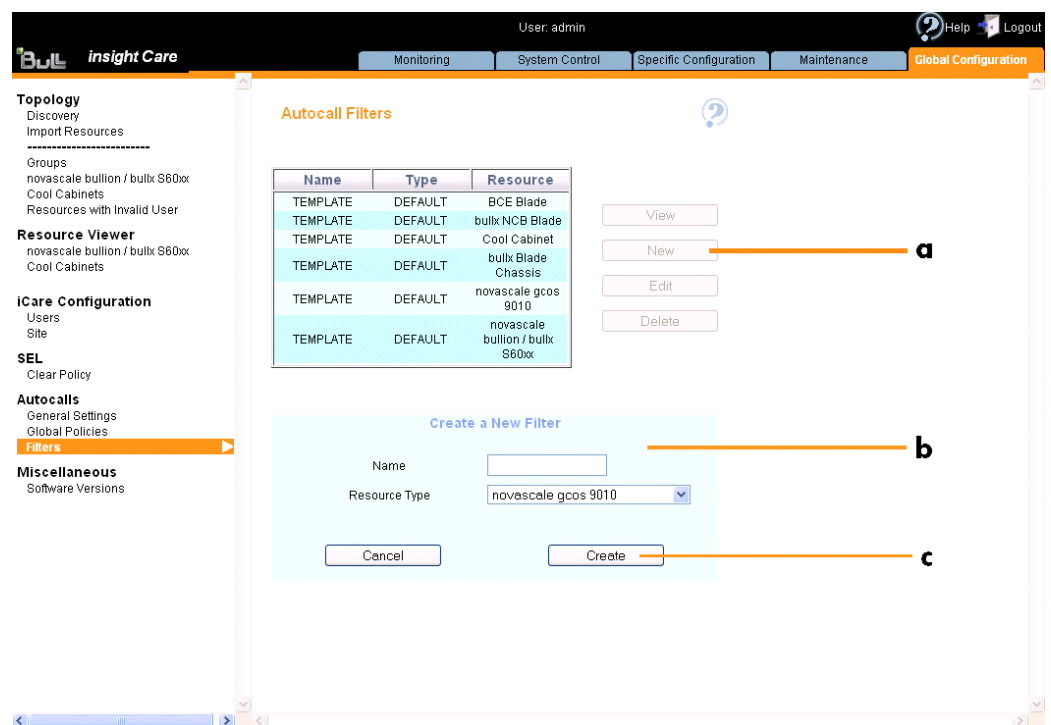 User: admin
Help
Logout
Bull
insight Care
Monitoring
System Control
Specific Configuration
Maintenance
Global Configuration
Topology
Discovery
Import Resources
-------------------------
Groups
novascale bullion / bullx S60xx
Cool Cabinets
Resources with Invalid User
Resource Viewer
novascale bullion / bullx S60xx
Cool Cabinets
iCare Configuration
Users
Site
SEL
Clear Policy
Autocalls
General Settings
Global Policies
Filters
Miscellaneous
Software Versions
Autocall Filters
?
Name Type Resource
TEMPLATE DEFAULT BCE Blade
TEMPLATE DEFAULT bullx NCB Blade
TEMPLATE DEFAULT Cool Cabinet
TEMPLATE DEFAULT bullx Blade
Chassis
TEMPLATE DEFAULT novascale gcos
9010
TEMPLATE DEFAULT novascale
bullion / bullx
S60xx
View
New
Edit
Delete
a
Create a New Filter
b
Name
Resource Type
novascale gcos 9010
Cancel
Create
c